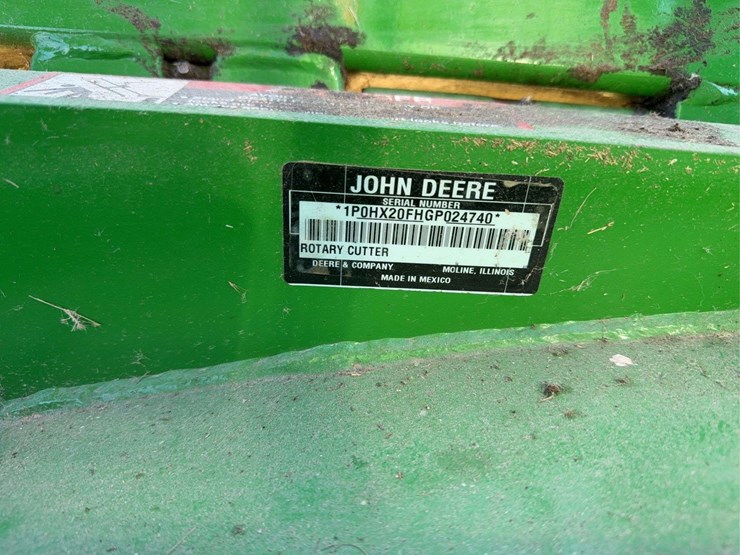 JOHN DEERE
SERIAL NUMBER
*1P0HX20FHGP024740*
ROTARY CUTTER
DEERE & COMPANY MOLINE, ILLINOIS
MADE IN MEXICO